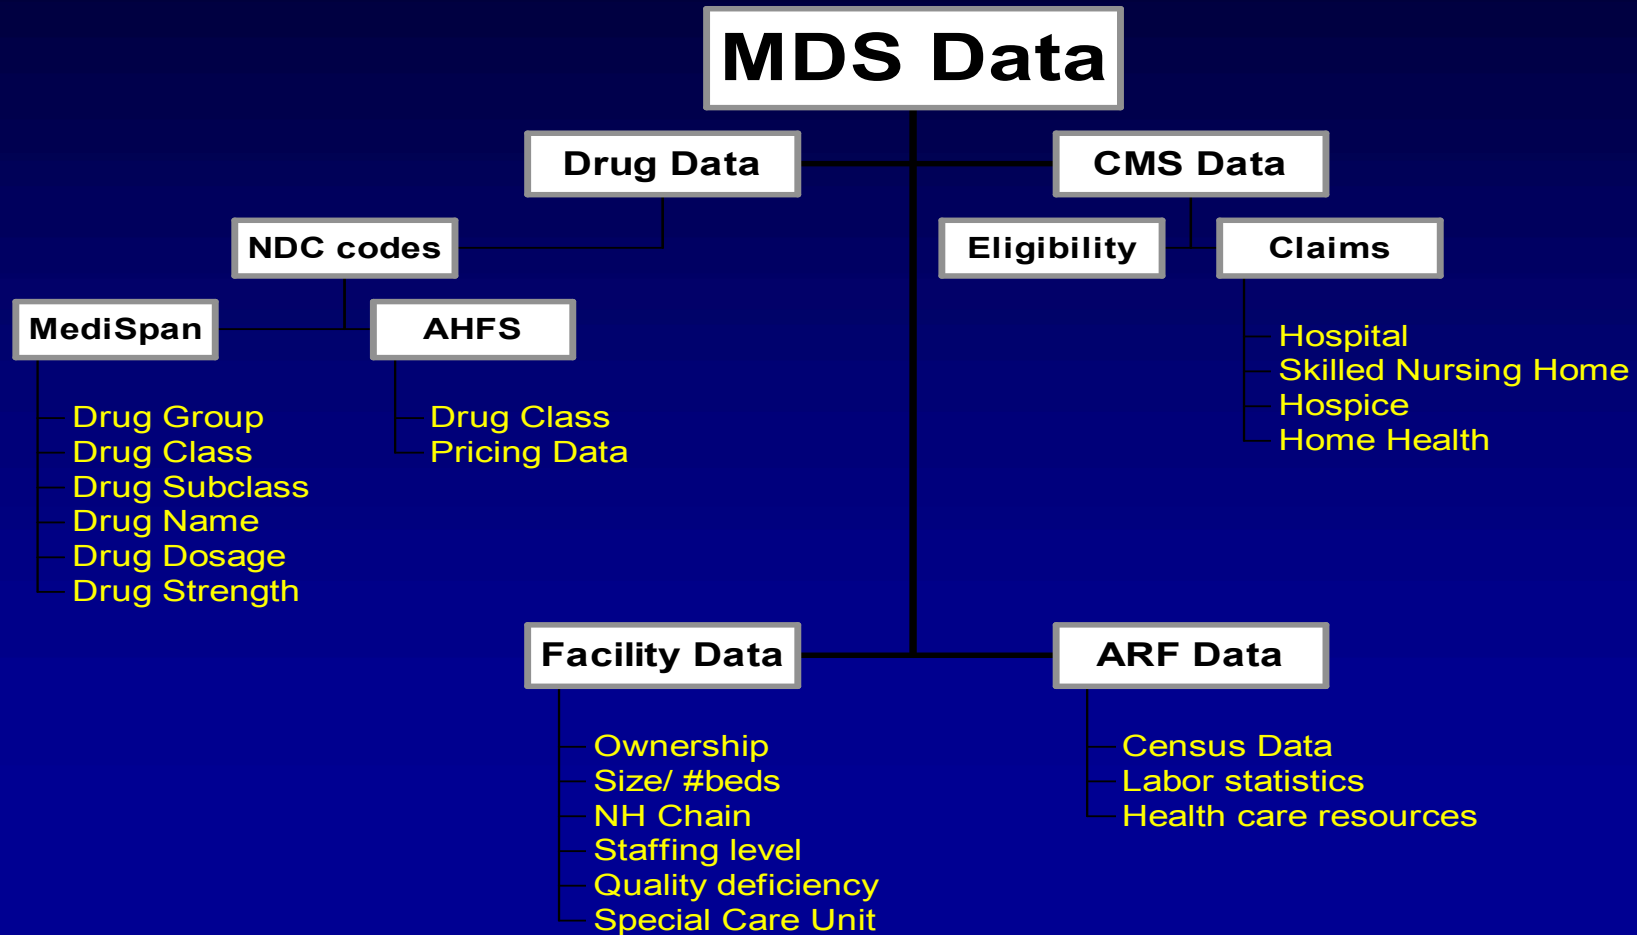 MDS Data
Drug Data
CMS Data
NDC codes
Eligibility
Claims
MediSpan
AHFS
Hospital
Skilled Nursing Home
Hospice
Home Health
Drug Group
Drug Class
Drug Subclass
Drug Name
Drug Dosage
Drug Strength
Drug Class
Pricing Data
Facility Data
ARF Data
Ownership
Size/ #beds
NH Chain
Staffing level
Quality deficiency
Special Care Unit
Census Data
Labor statistics
Health care resources